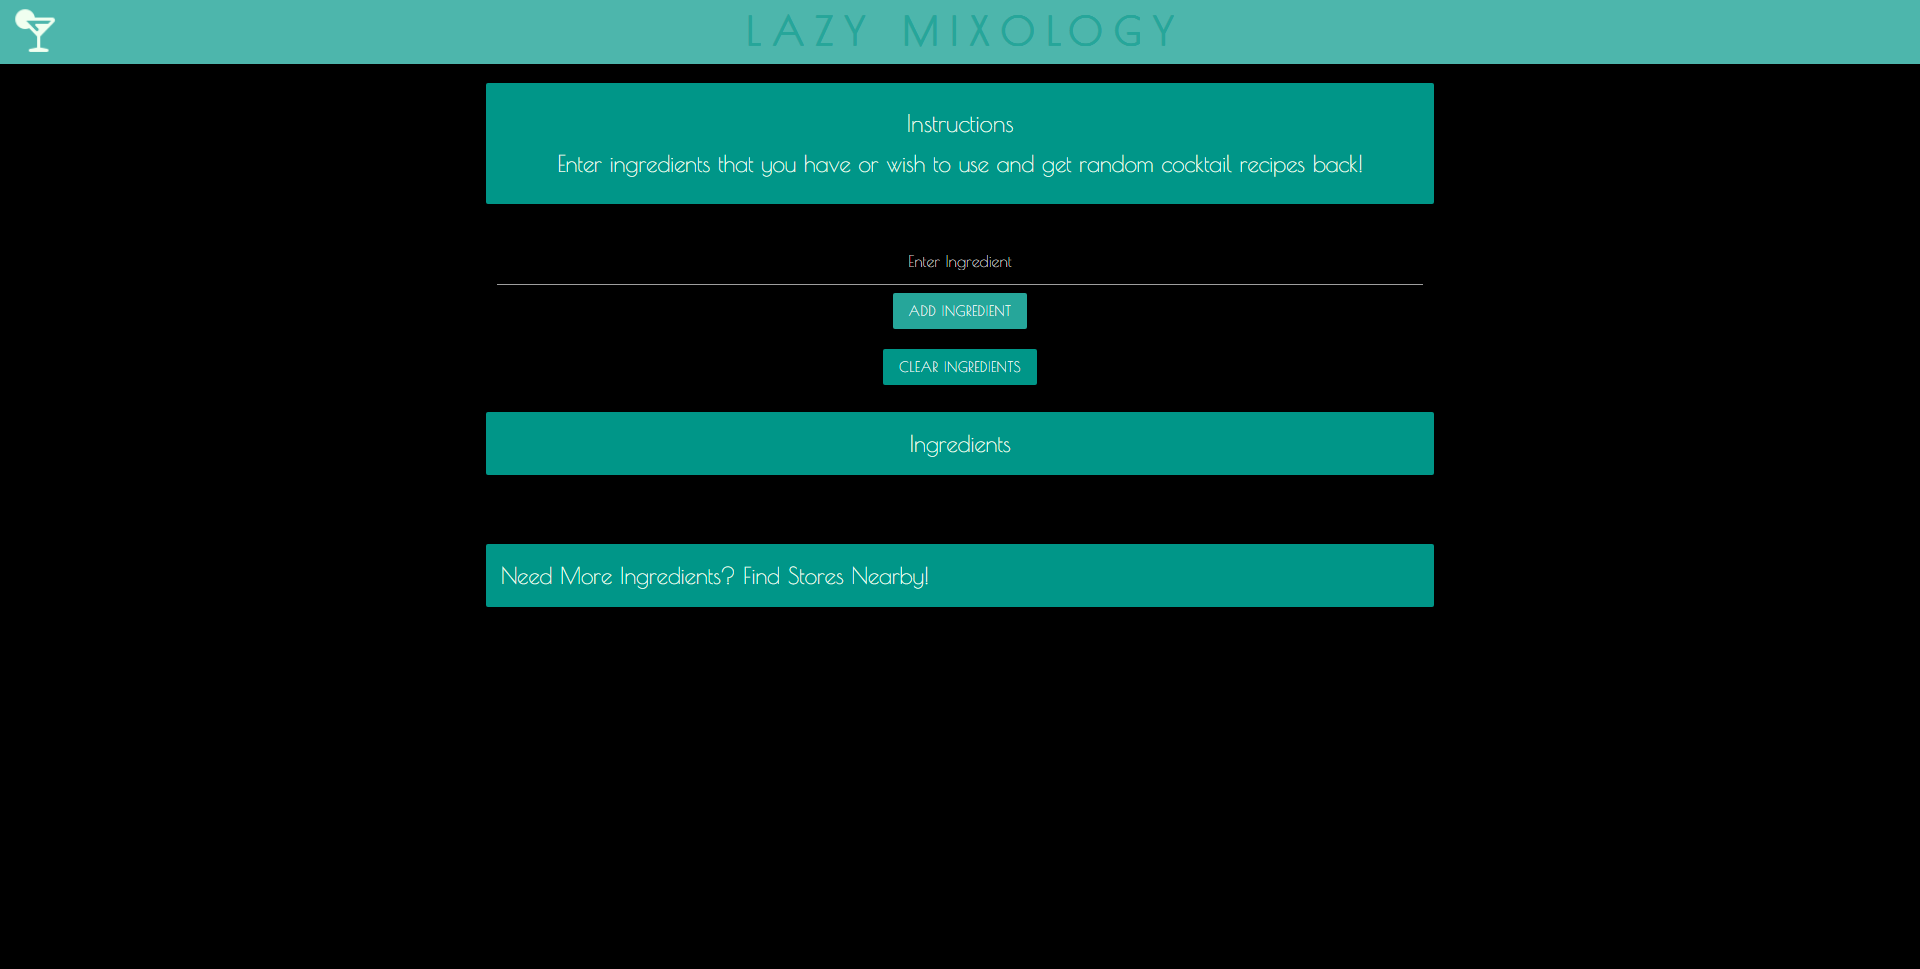 LAZY MIXOLOGY
Instructions
Enter ingredients that you have or wish to use and get random cocktail recipes back!
Enter Ingredient
ADD INGREDIENT
CLEAR INGREDIENTS
Ingredients
Need More Ingredients? Find Stores Nearby!